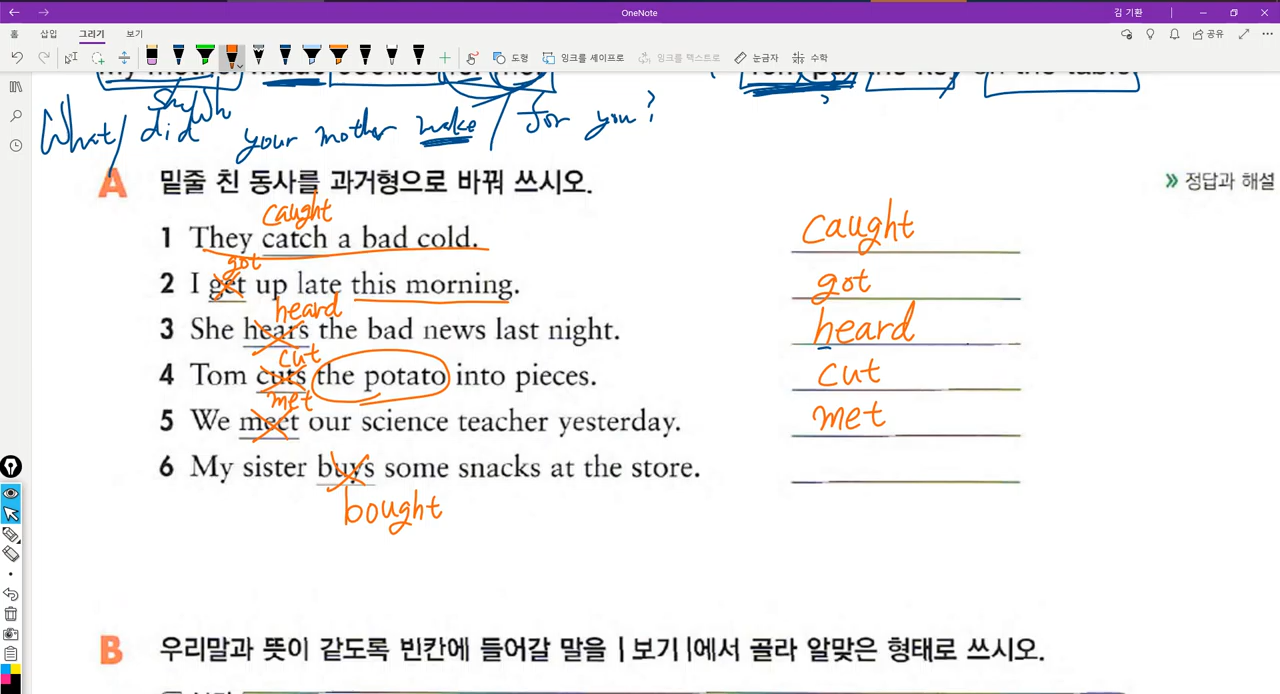 OneNote
김 기환
홈 삽입 그리기 보기
도형 잉크를 셰이프로 잉크를 텍스트로 눈금자 수학 공유
What/ did your mother make / for you?
A 밑줄 친 동사를 과거형으로 바꿔 쓰시오.
» 정답과 해설
caught
1 They catch a bad cold. caught
got
2 I get up late this morning. got
heard
3 She hears the bad news last night. heard
cut
4 Tom cuts the potato into pieces. cut
met
5 We meet our science teacher yesterday. met
6 My sister buys some snacks at the store.
bought
B 우리말과 뜻이 같도록 빈칸에 들어갈 말을 |보기|에서 골라 알맞은 형태로 쓰시오.